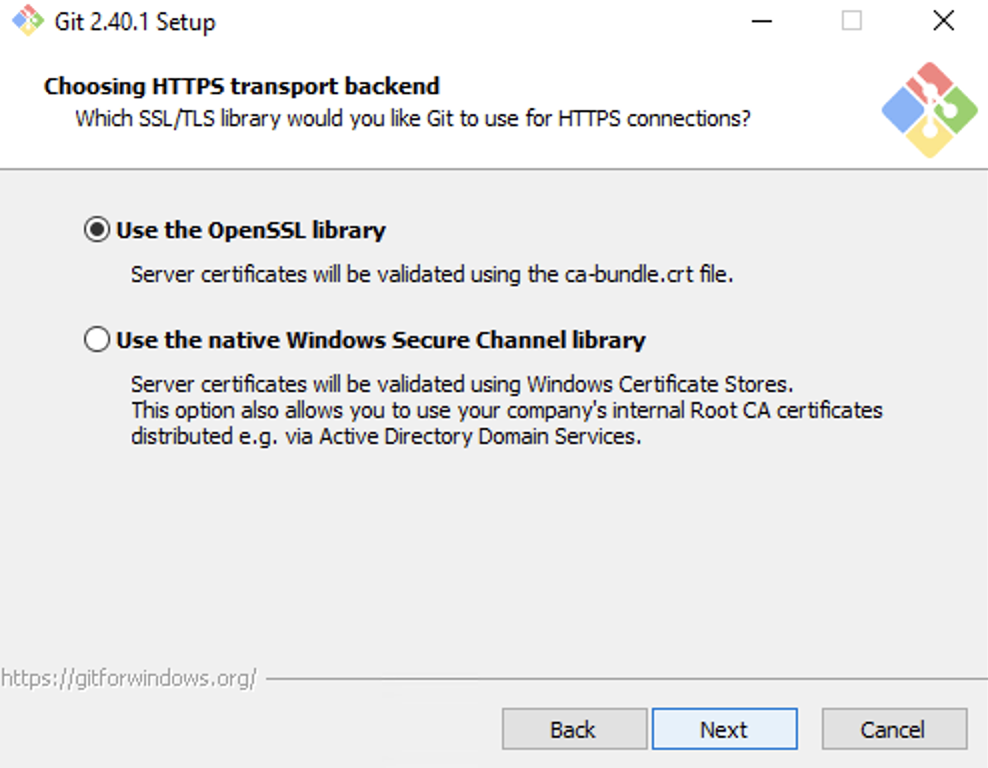 Git 2.40.1 Setup
Choosing HTTPS transport backend
Which SSL/TLS library would you like Git to use for HTTPS connections?
Use the OpenSSL library
Server certificates will be validated using the ca-bundle.crt file.
Use the native Windows Secure Channel library
Server certificates will be validated using Windows Certificate Stores.
This option also allows you to use your company's internal Root CA certificates
distributed e.g. via Active Directory Domain Services.
https://gitforwindows.org/
Back Next Cancel